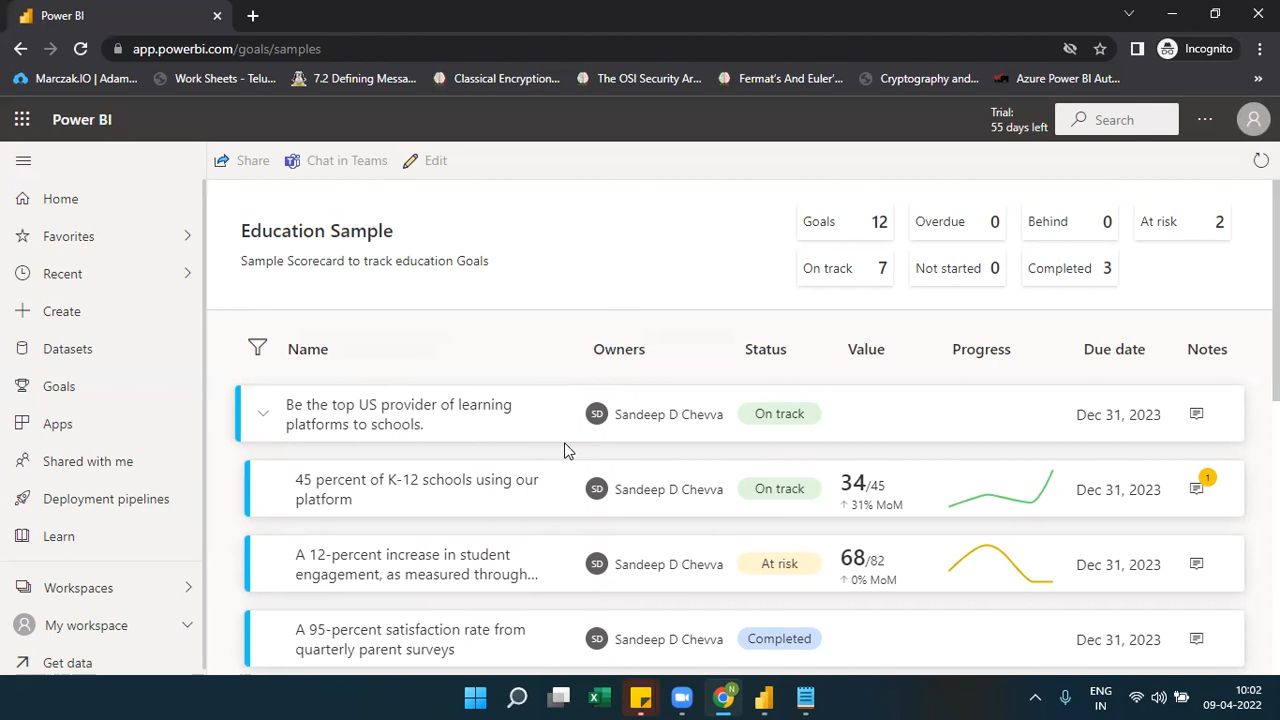 Power BI
app.powerbi.com/goals/samples
Incognito
Marczak.IO | Adam...
Work Sheets - Telu...
7.2 Defining Messa...
Classical Encryption...
The OSI Security Ar...
Fermat's And Euler'...
Cryptography and...
Azure Power BI Aut...
»
Power BI
Trial:
55 days left
Search
Share
Chat in Teams
Edit
Home
Favorites
Recent
Create
Datasets
Goals
Apps
Shared with me
Deployment pipelines
Learn
Workspaces
My workspace
Get data
Education Sample
Sample Scorecard to track education Goals
Goals 12
Overdue 0
Behind 0
At risk 2
On track 7
Not started 0
Completed 3
Name Owners Status Value Progress Due date Notes
Be the top US provider of learning
platforms to schools.
SD Sandeep D Chevva On track Dec 31, 2023
45 percent of K-12 schools using our
platform
SD Sandeep D Chevva On track 34/45
↑ 31% MoM
Dec 31, 2023 1
A 12-percent increase in student
engagement, as measured through...
SD Sandeep D Chevva At risk 68/82
↑ 0% MoM
Dec 31, 2023
A 95-percent satisfaction rate from
quarterly parent surveys
SD Sandeep D Chevva Completed Dec 31, 2023
N
ENG
IN
10:02
09-04-2022